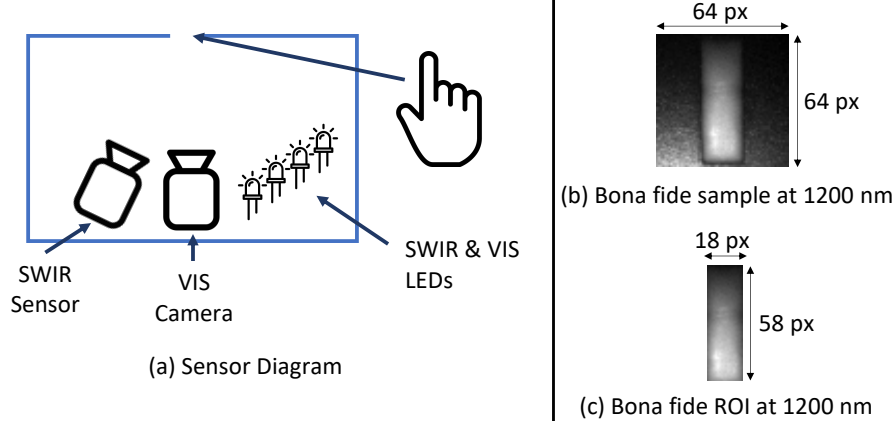 SWIR
Sensor
VIS
Camera
SWIR & VIS
LEDs
(a) Sensor Diagram
64 px
64 px
(b) Bona fide sample at 1200 nm
18 px
58 px
(c) Bona fide ROI at 1200 nm